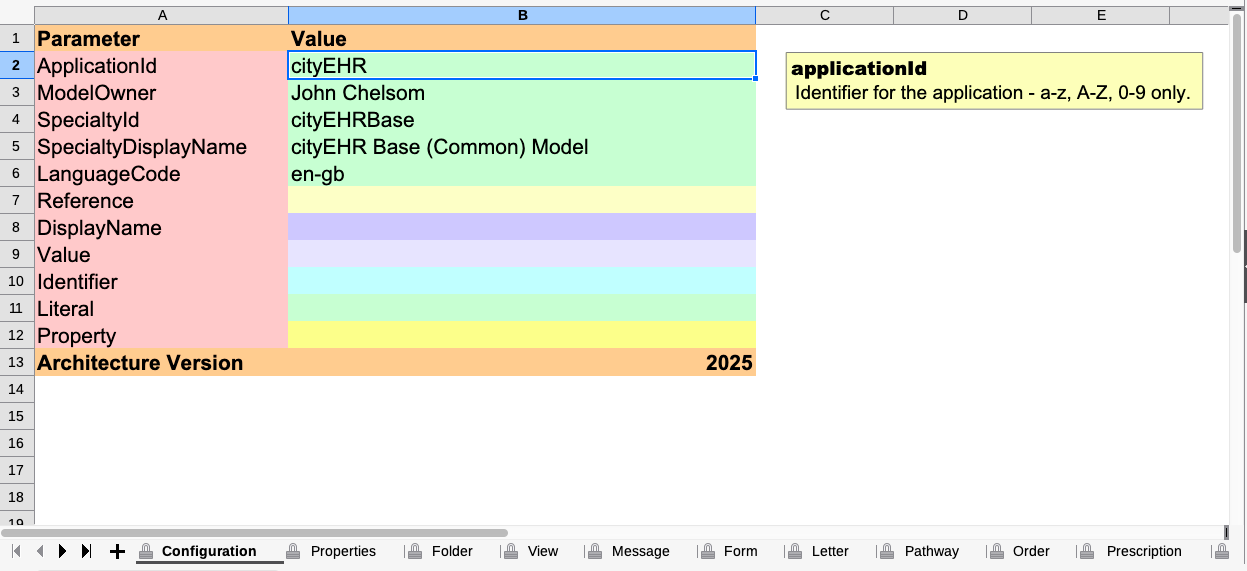 A B C D E
1 Parameter Value
2 ApplicationId cityEHR
applicationId
Identifier for the application - a-z, A-Z, 0-9 only.
3 ModelOwner John Chelsom
4 SpecialtyId cityEHRBase
5 SpecialtyDisplayName cityEHR Base (Common) Model
6 LanguageCode en-gb
7 Reference
8 DisplayName
9 Value
10 Identifier
11 Literal
12 Property
13 Architecture Version 2025
14
15
16
17
18
19
Configuration Properties Folder View Message Form Letter Pathway Order Prescription